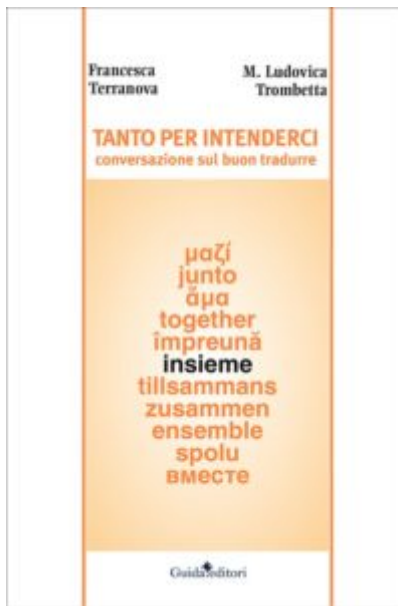 Francesca
Terranova
M. Ludovica
Trombetta
TANTO PER INTENDERCI
conversazione sul buon tradurre
μαζί
junto
ἅμα
together
împreună
insieme
tillsammans
zusammen
ensemble
spolu
вместе
Guida editori